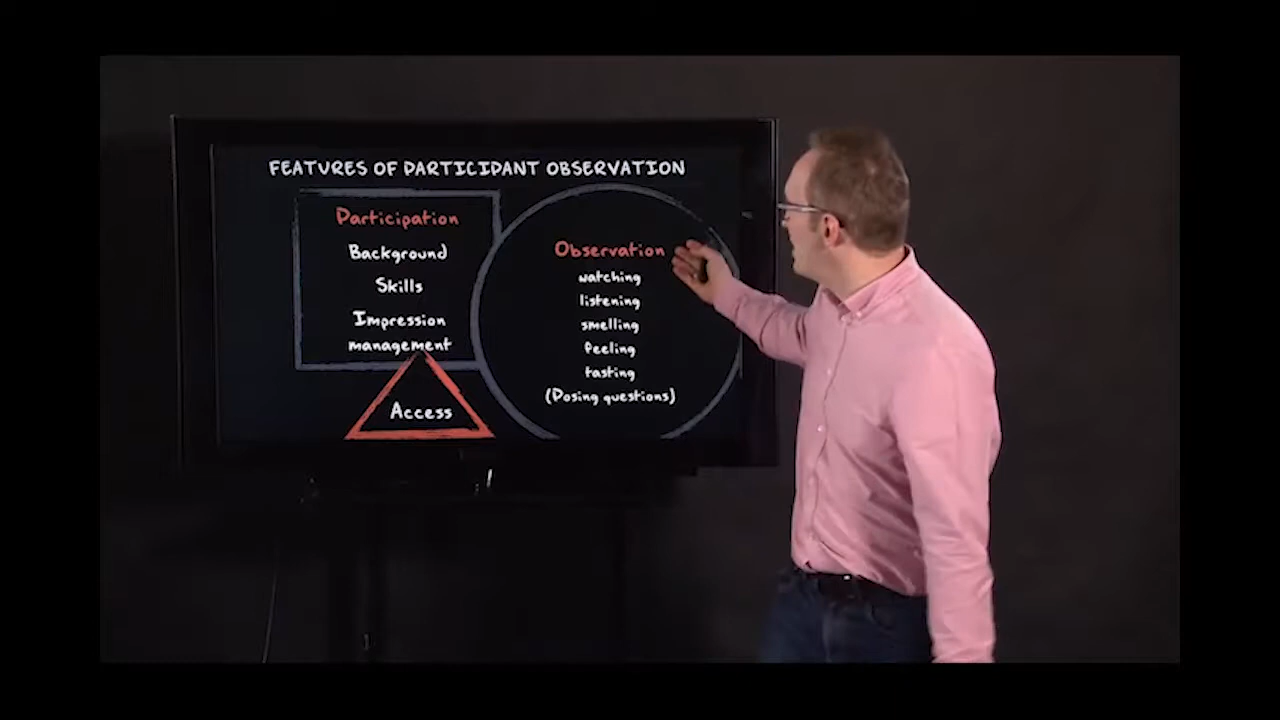 FEATURES OF PARTICIPANT OBSERVATION
Participation
Background
Skills
Impression
management
Access
Observation
watching
listening
smelling
feeling
tasting
(Posing questions)